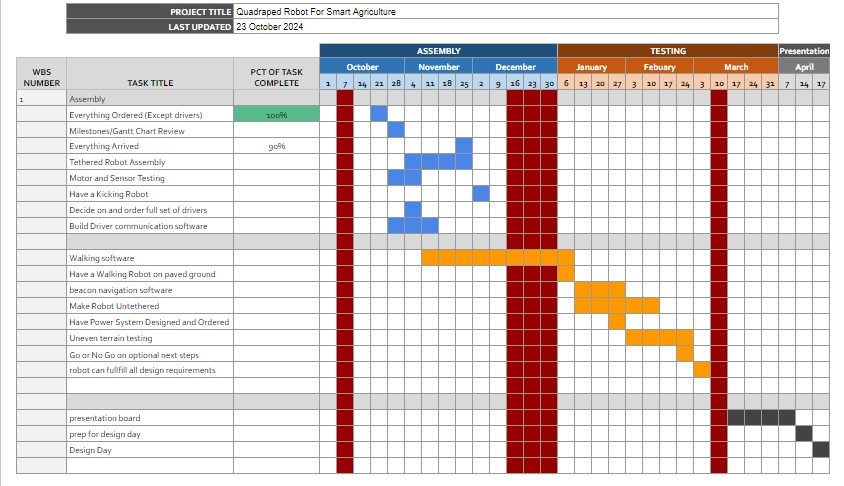 PROJECT TITLE Quadraped Robot For Smart Agriculture
LAST UPDATED 23 October 2024
ASSEMBLY TESTING Presentation
WBS NUMBER TASK TITLE PCT OF TASK COMPLETE October November December January Febuary March April
1 7 14 21 28 4 11 18 25 2 9 16 23 30 6 13 20 27 3 10 17 24 3 10 17 24 31 7 14 17
1 Assembly
Everything Ordered (Except drivers) 100%
Milestones/Gantt Chart Review
Everything Arrived 90%
Tethered Robot Assembly
Motor and Sensor Testing
Have a Kicking Robot
Decide on and order full set of drivers
Build Driver communication software
Walking software
Have a Walking Robot on paved ground
beacon navigation software
Make Robot Untethered
Have Power System Designed and Ordered
Uneven terrain testing
Go or No Go on optional next steps
robot can fullfill all design requirements
presentation board
prep for design day
Design Day